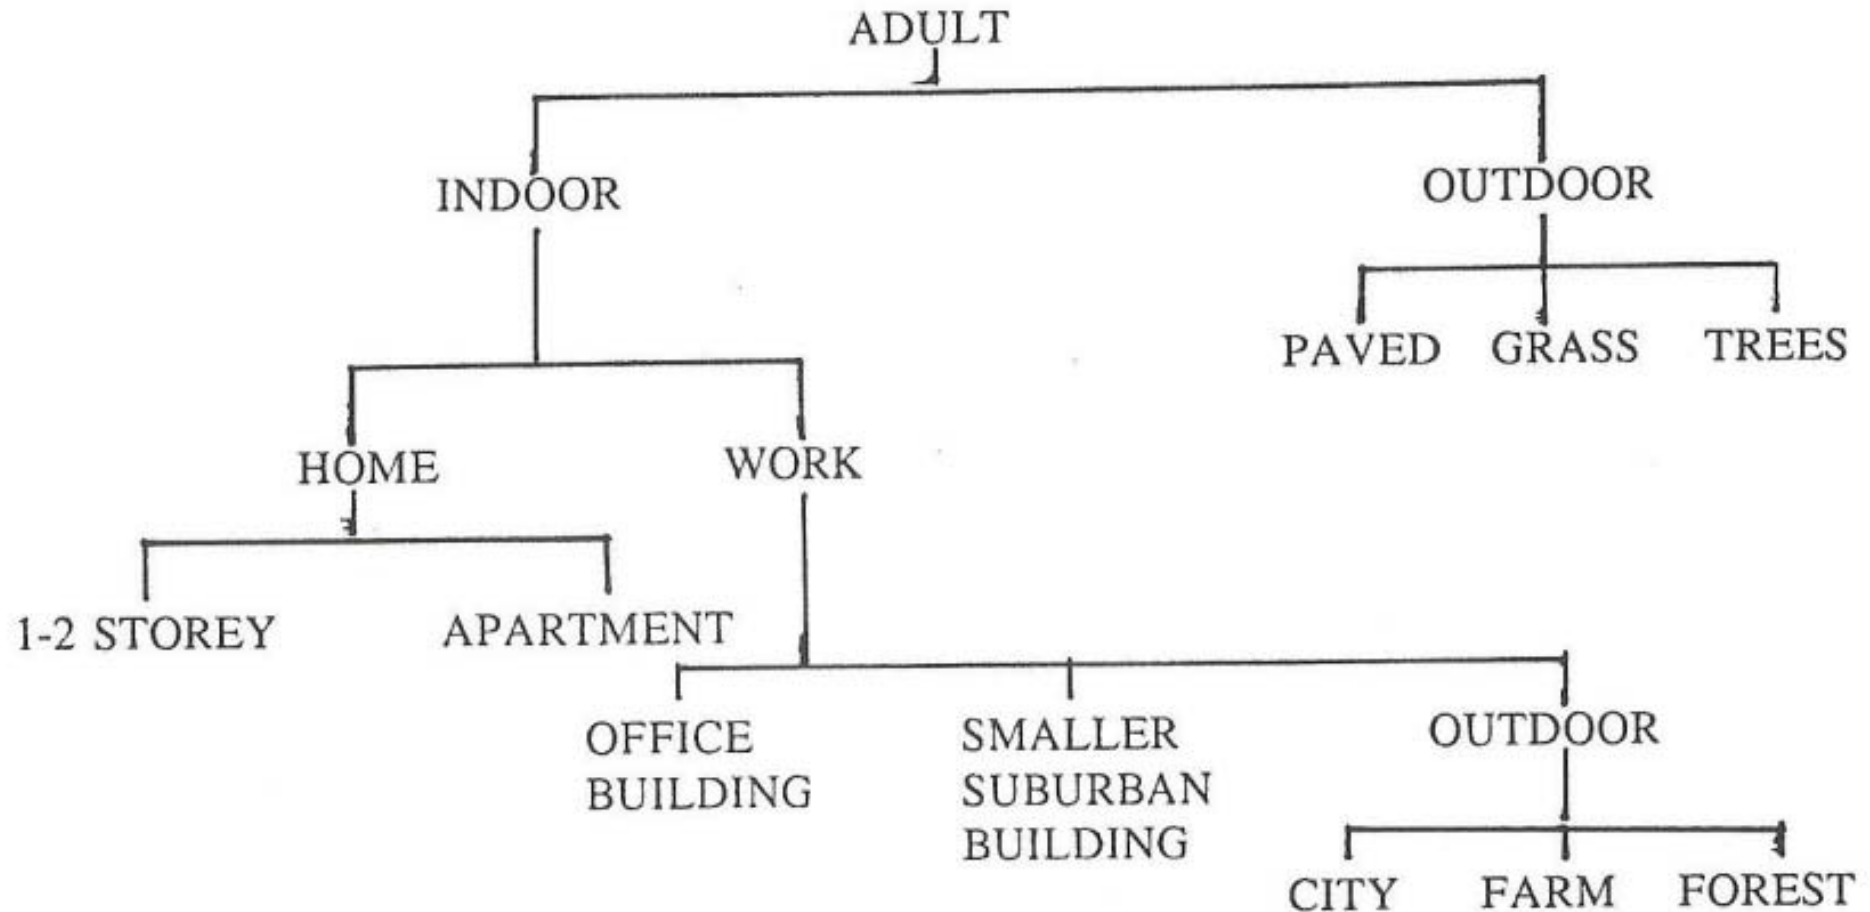 ADULT
INDOOR
OUTDOOR
PAVED GRASS TREES
HOME
WORK
1-2 STOREY
APARTMENT
OFFICE
BUILDING
SMALLER
SUBURBAN
BUILDING
OUTDOOR
CITY FARM FOREST